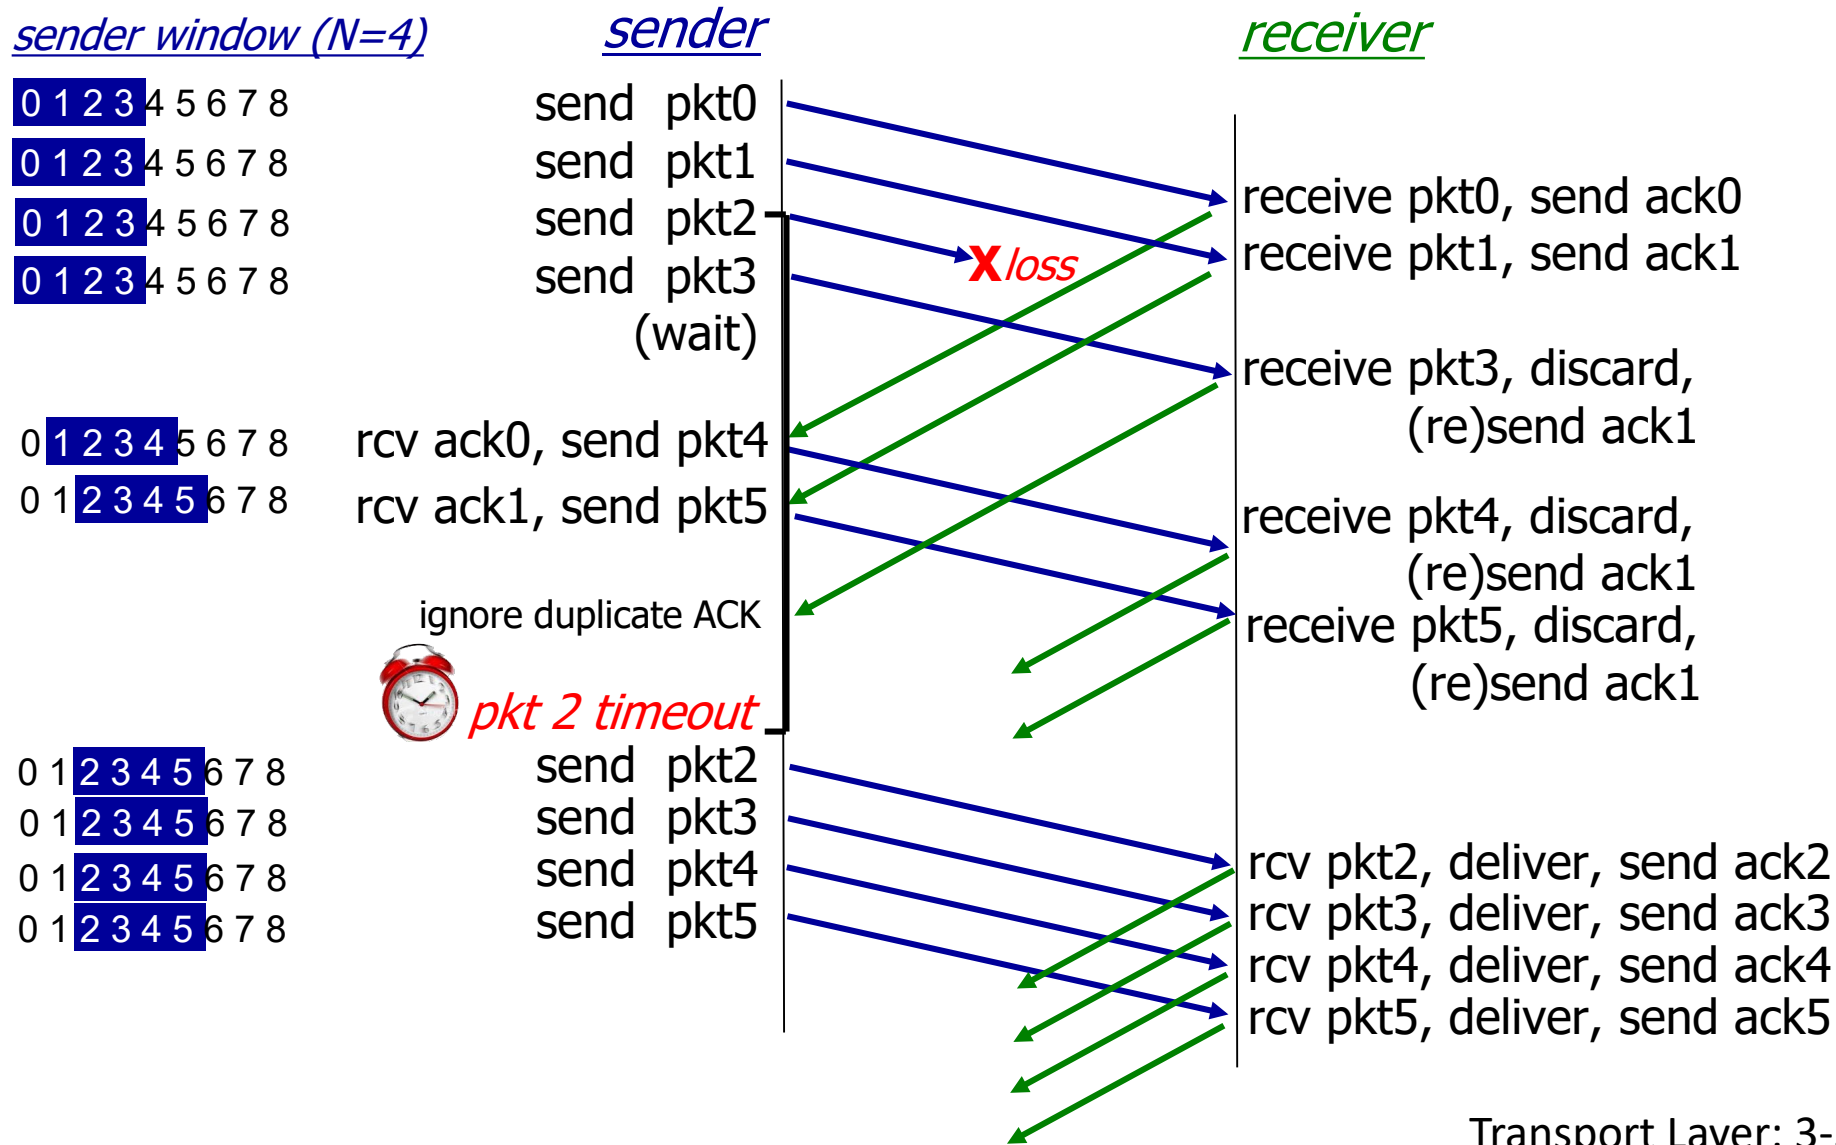 sender window (N=4) sender receiver
0 1 2 3 4 5 6 7 8 send pkt0
0 1 2 3 4 5 6 7 8 send pkt1
receive pkt0, send ack0
0 1 2 3 4 5 6 7 8 send pkt2
receive pkt1, send ack1
X loss
0 1 2 3 4 5 6 7 8 send pkt3
(wait)
receive pkt3, discard,
(re)send ack1
0 1 2 3 4 5 6 7 8 rcv ack0, send pkt4
0 1 2 3 4 5 6 7 8 rcv ack1, send pkt5
receive pkt4, discard,
(re)send ack1
ignore duplicate ACK
receive pkt5, discard,
(re)send ack1
pkt 2 timeout
0 1 2 3 4 5 6 7 8 send pkt2
0 1 2 3 4 5 6 7 8 send pkt3
0 1 2 3 4 5 6 7 8 send pkt4
0 1 2 3 4 5 6 7 8 send pkt5
rcv pkt2, deliver, send ack2
rcv pkt3, deliver, send ack3
rcv pkt4, deliver, send ack4
rcv pkt5, deliver, send ack5
Transport Layer: 3-